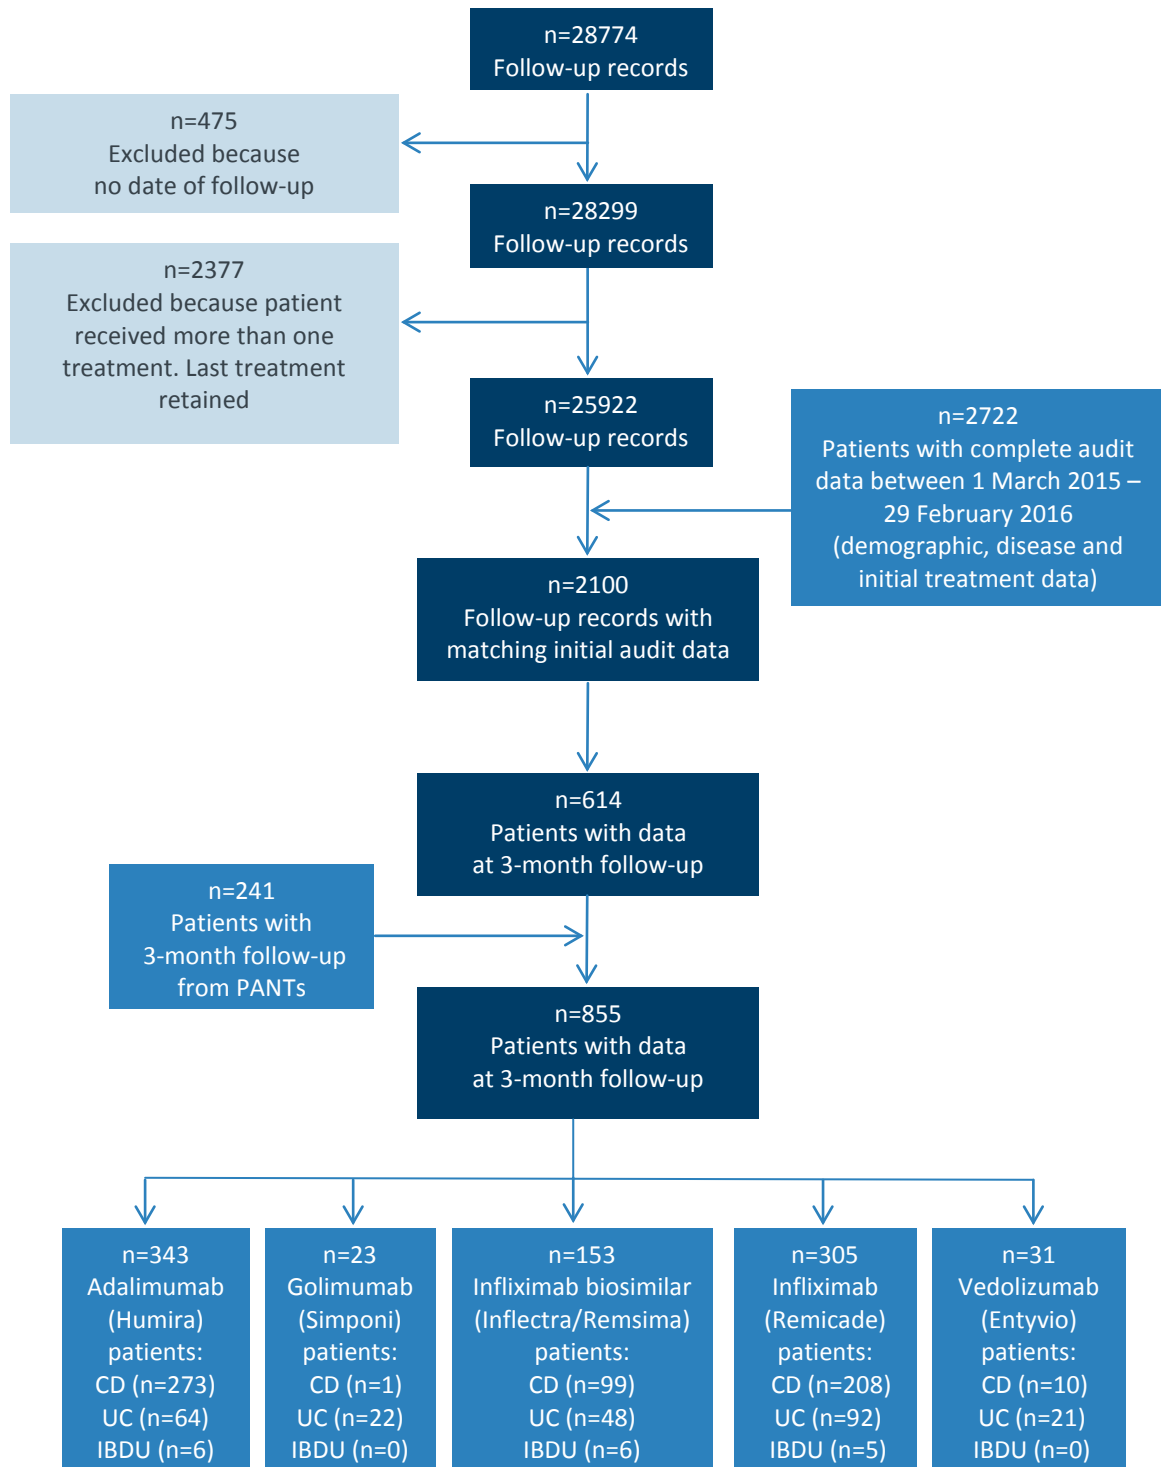 n=28774
Follow-up records
n=475
Excluded because
no date of follow-up
n=28299
Follow-up records
n=2377
Excluded because patient
received more than one
treatment. Last treatment
retained
n=25922
Follow-up records
n=2722
Patients with complete audit
data between 1 March 2015 –
29 February 2016
(demographic, disease and
initial treatment data)
n=2100
Follow-up records with
matching initial audit data
n=614
Patients with data
at 3-month follow-up
n=241
Patients with
3-month follow-up
from PANTs
n=855
Patients with data
at 3-month follow-up
n=343
Adalimumab
(Humira)
patients:
CD (n=273)
UC (n=64)
IBDU (n=6)
n=23
Golimumab
(Simponi)
patients:
CD (n=1)
UC (n=22)
IBDU (n=0)
n=153
Infliximab biosimilar
(Inflectra/Remsima)
patients:
CD (n=99)
UC (n=48)
IBDU (n=6)
n=305
Infliximab
(Remicade)
patients:
CD (n=208)
UC (n=92)
IBDU (n=5)
n=31
Vedolizumab
(Entyvio)
patients:
CD (n=10)
UC (n=21)
IBDU (n=0)